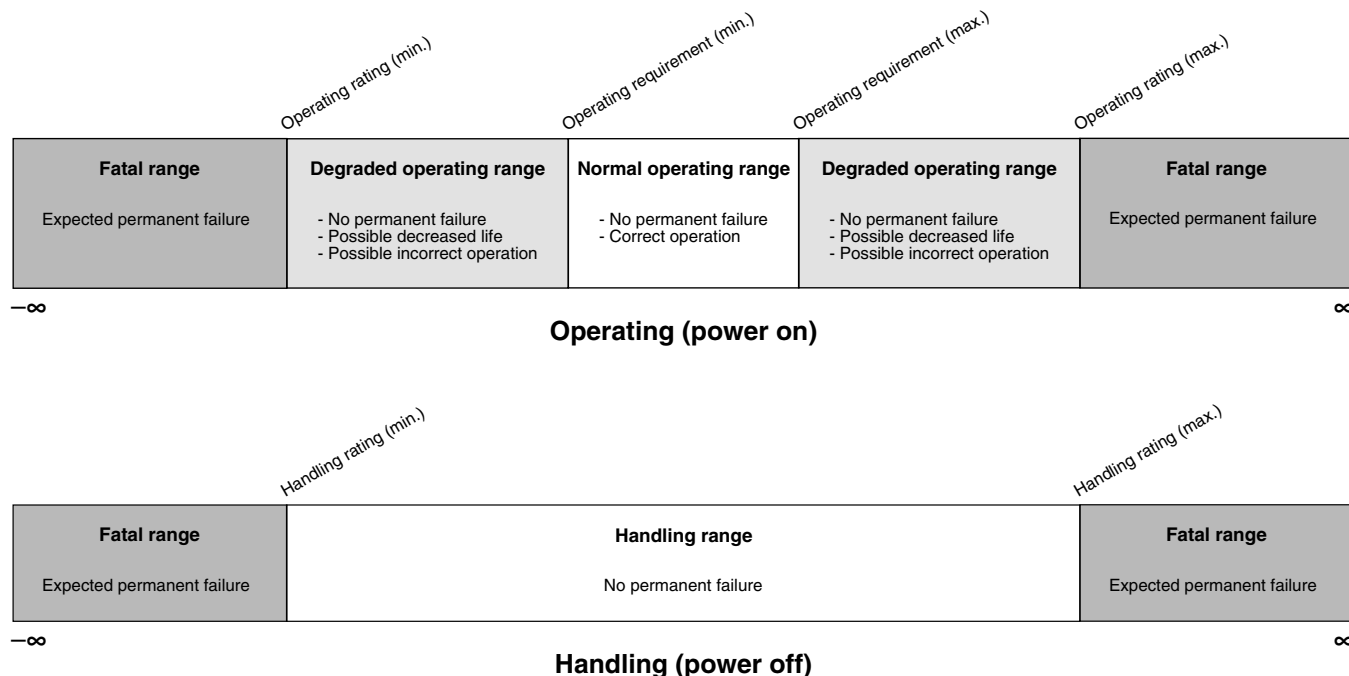 Operating rating (min.)
Operating requirement (min.)
Operating requirement (max.)
Operating rating (max.)
Fatal range
Expected permanent failure
Degraded operating range
- No permanent failure
- Possible decreased life
- Possible incorrect operation
Normal operating range
- No permanent failure
- Correct operation
Degraded operating range
- No permanent failure
- Possible decreased life
- Possible incorrect operation
Fatal range
Expected permanent failure
–∞
∞
Operating (power on)
Handling rating (min.)
Handling rating (max.)
Fatal range
Expected permanent failure
Handling range
No permanent failure
Fatal range
Expected permanent failure
–∞
∞
Handling (power off)